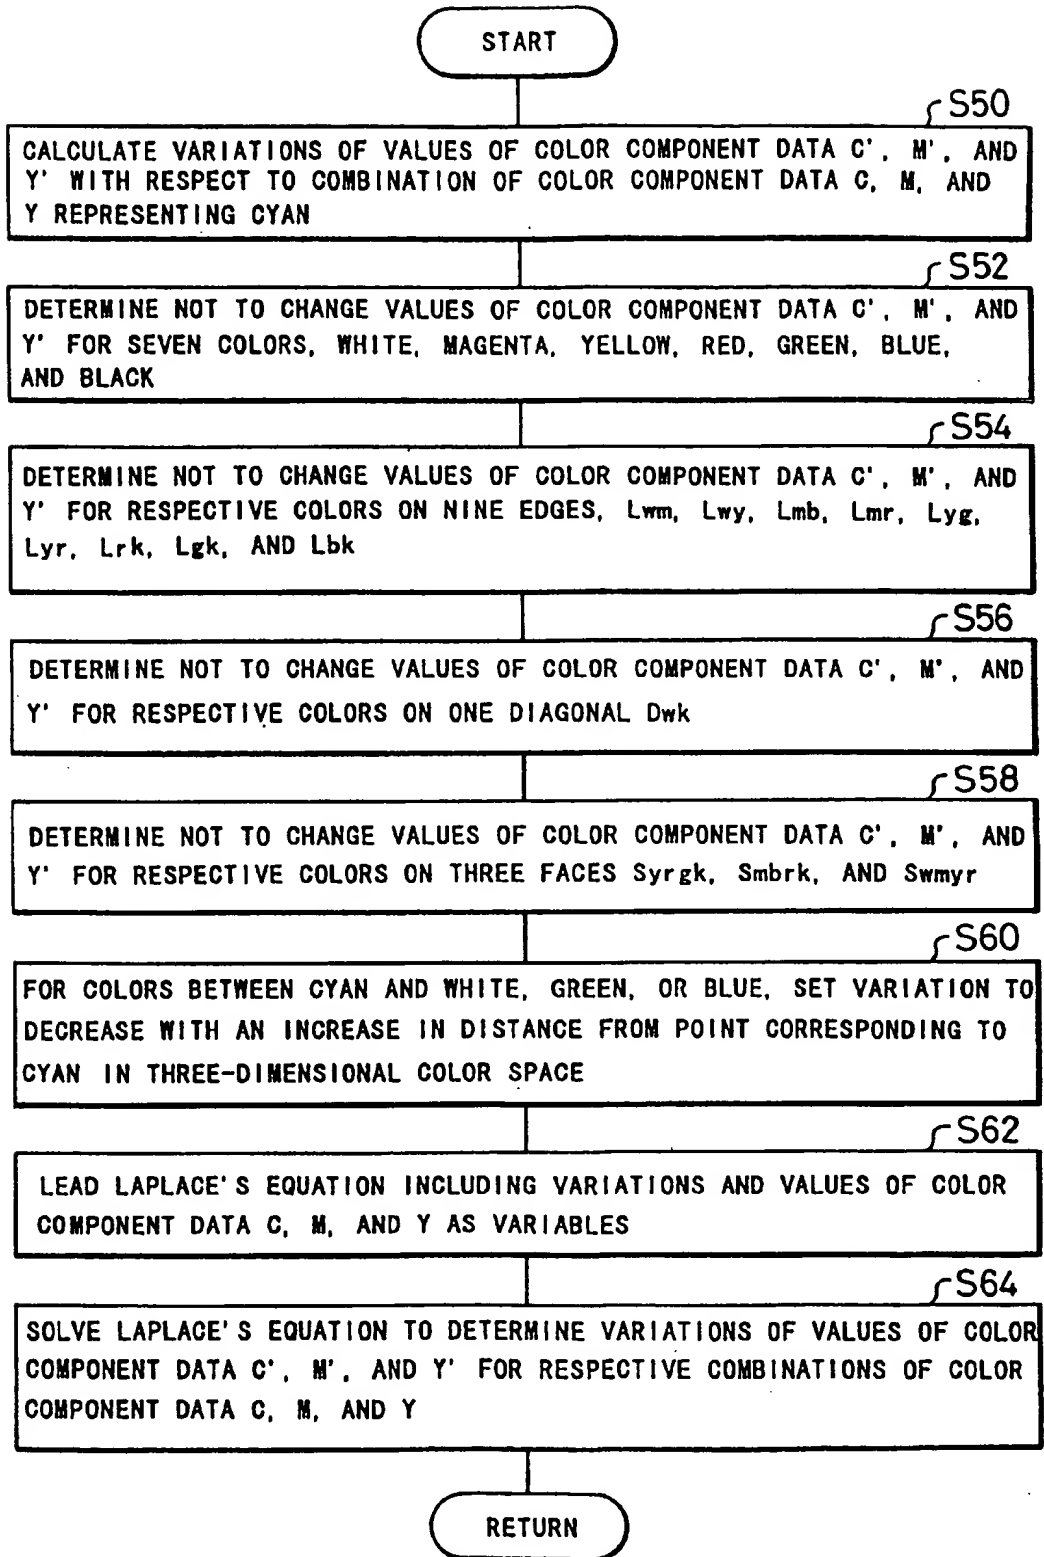 START
S50
CALCULATE VARIATIONS OF VALUES OF COLOR COMPONENT DATA C', M', AND
Y' WITH RESPECT TO COMBINATION OF COLOR COMPONENT DATA C, M, AND
Y REPRESENTING CYAN
S52
DETERMINE NOT TO CHANGE VALUES OF COLOR COMPONENT DATA C', M', AND
Y' FOR SEVEN COLORS, WHITE, MAGENTA, YELLOW, RED, GREEN, BLUE,
AND BLACK
S54
DETERMINE NOT TO CHANGE VALUES OF COLOR COMPONENT DATA C', M', AND
Y' FOR RESPECTIVE COLORS ON NINE EDGES, Lwm, Lwy, Lmb, Lmr, Lyg,
Lyr, Lrk, Lgk, AND Lbk
S56
DETERMINE NOT TO CHANGE VALUES OF COLOR COMPONENT DATA C', M', AND
Y' FOR RESPECTIVE COLORS ON ONE DIAGONAL Dwk
S58
DETERMINE NOT TO CHANGE VALUES OF COLOR COMPONENT DATA C', M', AND
Y' FOR RESPECTIVE COLORS ON THREE FACES Syrgk, Smbrk, AND Swmyr
S60
FOR COLORS BETWEEN CYAN AND WHITE, GREEN, OR BLUE, SET VARIATION TO
DECREASE WITH AN INCREASE IN DISTANCE FROM POINT CORRESPONDING TO
CYAN IN THREE-DIMENSIONAL COLOR SPACE
S62
LEAD LAPLACE'S EQUATION INCLUDING VARIATIONS AND VALUES OF COLOR
COMPONENT DATA C, M, AND Y AS VARIABLES
S64
SOLVE LAPLACE'S EQUATION TO DETERMINE VARIATIONS OF VALUES OF COLOR
COMPONENT DATA C', M', AND Y' FOR RESPECTIVE COMBINATIONS OF COLOR
COMPONENT DATA C, M, AND Y
RETURN